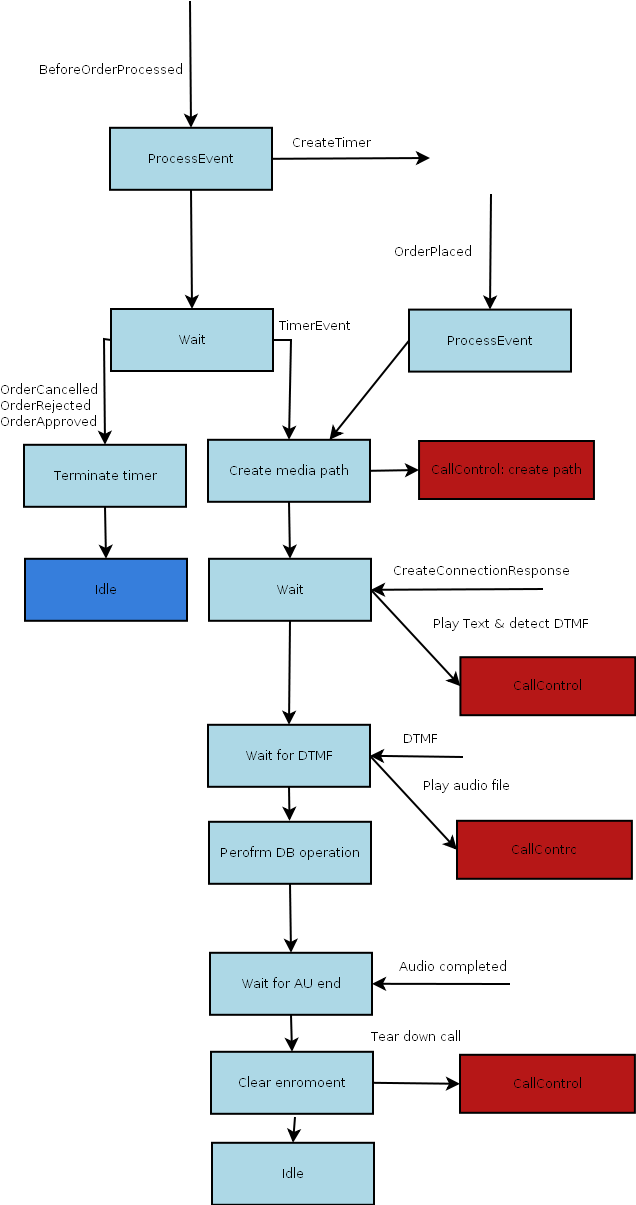 BeforeOrderProcessed
ProcessEvent
CreateTimer
OrderPlaced
Wait
TimerEvent
ProcessEvent
OrderCancelled
OrderRejected
OrderApproved
Terminate timer
Create media path
CallControl: create path
Idle
Wait
CreateConnectionResponse
Play Text & detect DTMF
CallControl
Wait for DTMF
DTMF
Play audio file
Perofrm DB operation
CallContrc
Wait for AU end
Audio completed
Tear down call
Clear enromoent
CallControl
Idle